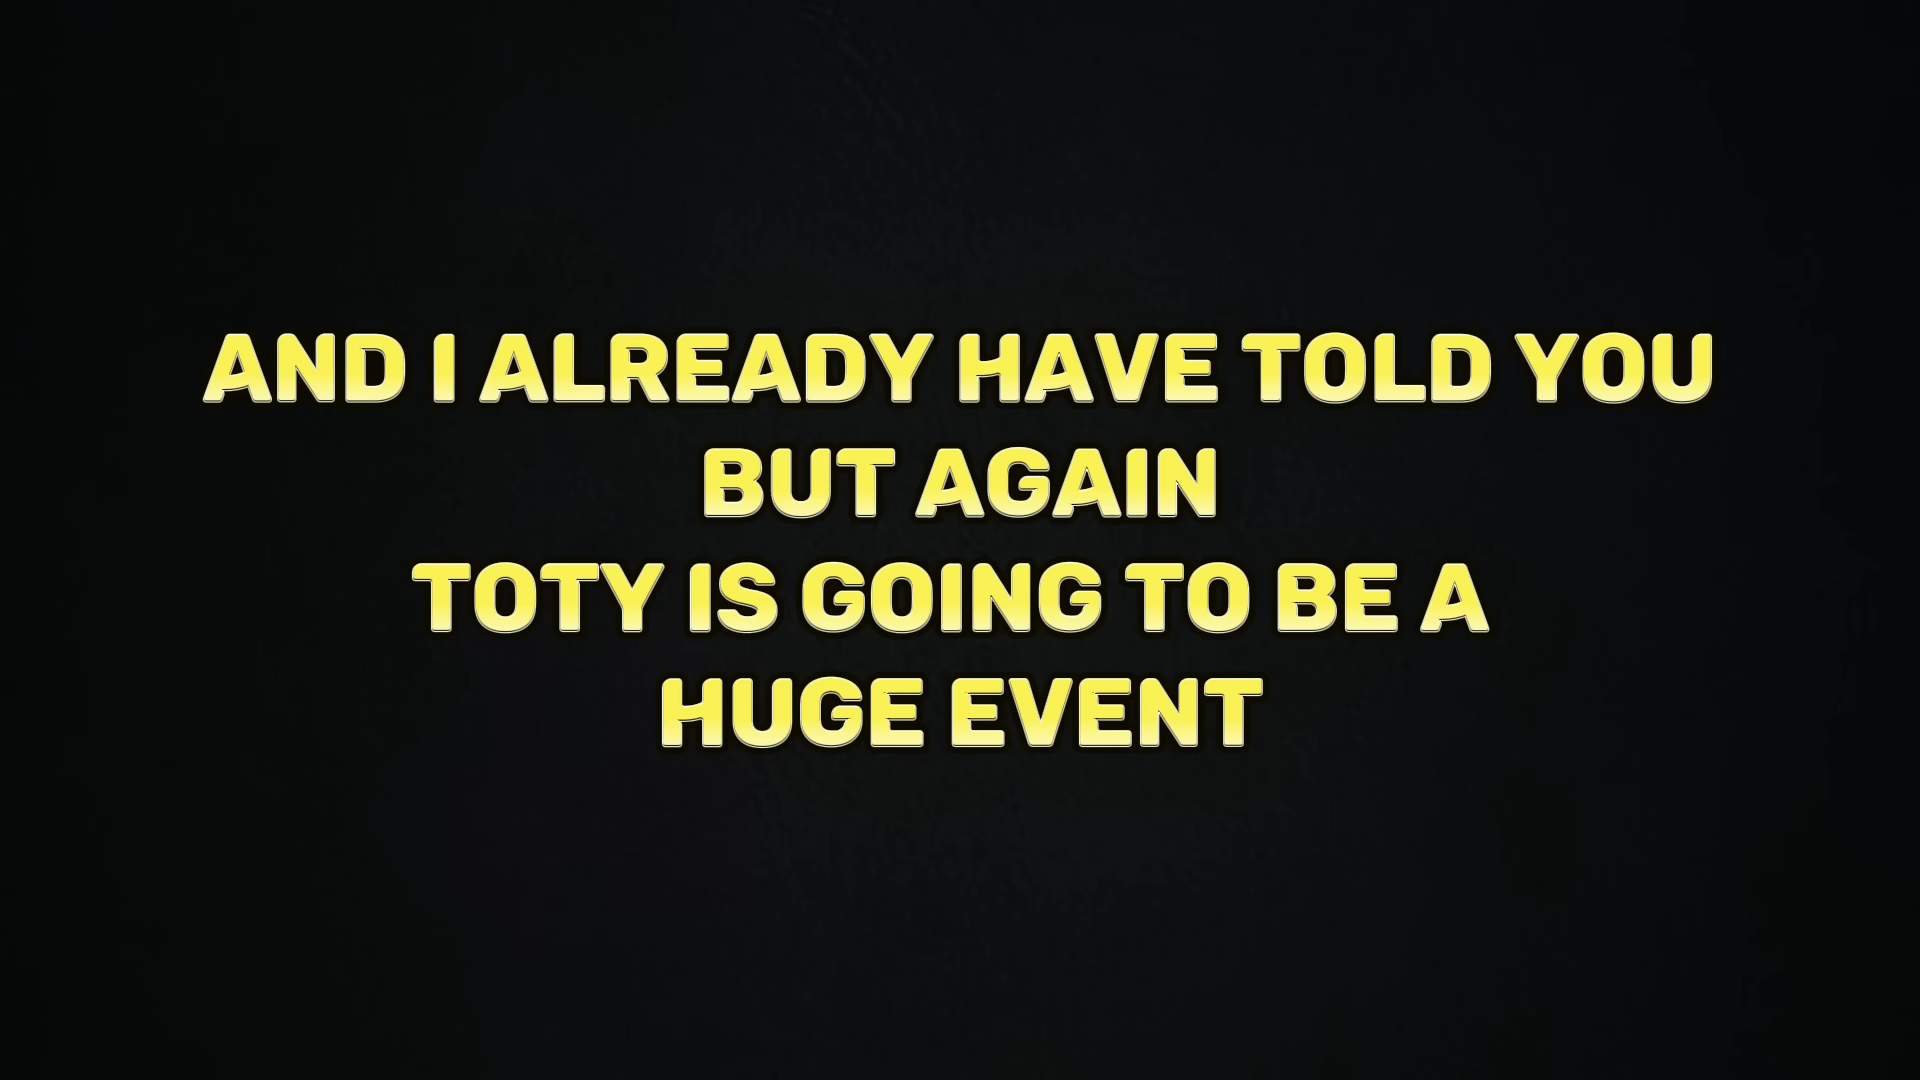 AND I ALREADY HAVE TOLD YOU
BUT AGAIN
TOTY IS GOING TO BE A
HUGE EVENT